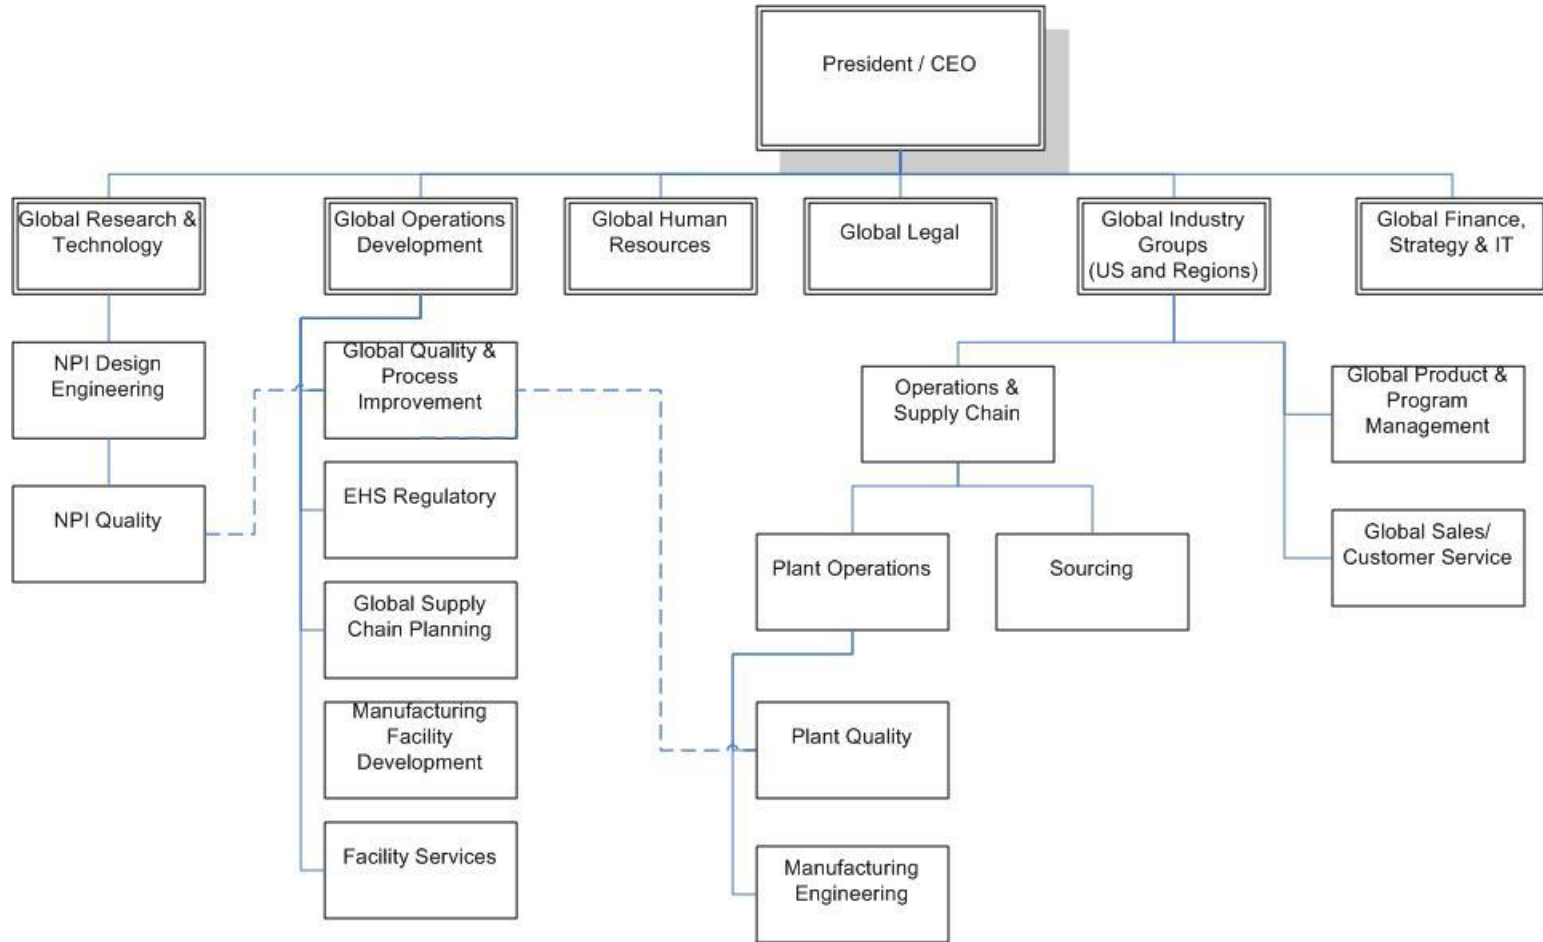 President / CEO
Global Research &
Technology
Global Operations
Development
Global Human
Resources
Global Legal
Global Industry
Groups
(US and Regions)
Global Finance,
Strategy & IT
NPI Design
Engineering
NPI Quality
Global Quality &
Process
Improvement
EHS Regulatory
Global Supply
Chain Planning
Manufacturing
Facility
Development
Facility Services
Operations &
Supply Chain
Plant Operations
Sourcing
Plant Quality
Manufacturing
Engineering
Global Product &
Program
Management
Global Sales/
Customer Service